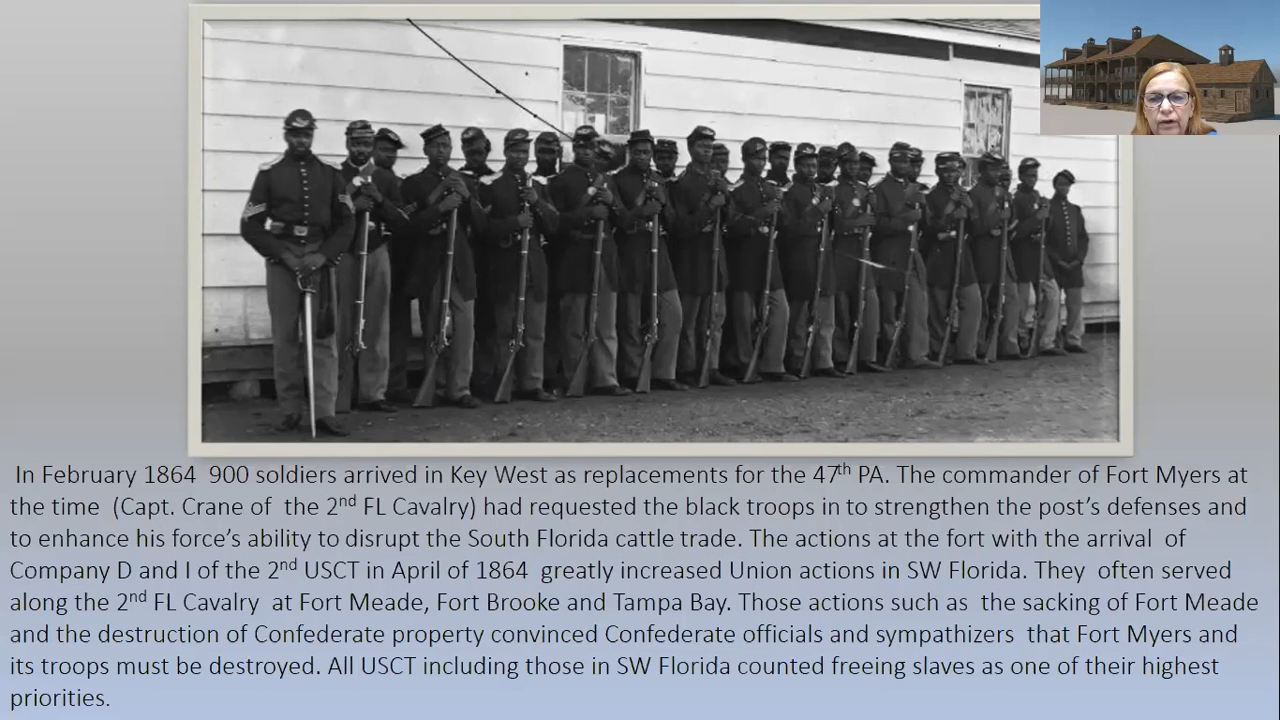 In February 1864 900 soldiers arrived in Key West as replacements for the 47th PA. The commander of Fort Myers at
the time (Capt. Crane of the 2nd FL Cavalry) had requested the black troops in to strengthen the post's defenses and
to enhance his force's ability to disrupt the South Florida cattle trade. The actions at the fort with the arrival of
Company D and I of the 2nd USCT in April of 1864 greatly increased Union actions in SW Florida. They often served
along the 2nd FL Cavalry at Fort Meade, Fort Brooke and Tampa Bay. Those actions such as the sacking of Fort Meade
and the destruction of Confederate property convinced Confederate officials and sympathizers that Fort Myers and
its troops must be destroyed. All USCT including those in SW Florida counted freeing slaves as one of their highest
priorities.